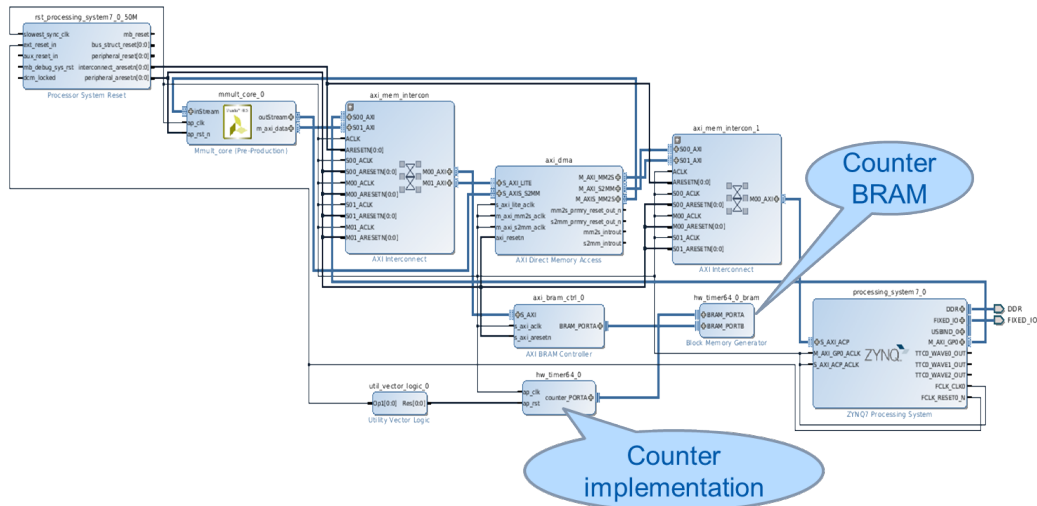 rst_processing_system7_0_50M
slowest_sync_clk
ext_reset_in
aux_reset_in
mb_debug_sys_rst
dcm_locked
mb_reset
bus_struct_reset[0:0]
peripheral_reset[0:0]
interconnect_aresetn[0:0]
peripheral_aresetn[0:0]
Processor System Reset
mmult_core_0
inStream
ap_clk
ap_rst_n
outStream
m_axi_data
Mmult_core (Pre-Production)
axi_mem_intercon
S00_AXI
S01_AXI
ACLK
ARESETN[0:0]
S00_ACLK
S00_ARESETN[0:0]
M00_ACLK
M00_ARESETN[0:0]
S01_ACLK
S01_ARESETN[0:0]
M01_ACLK
M01_ARESETN[0:0]
M00_AXI
M01_AXI
AXI Interconnect
axi_dma
S_AXI_LITE
S_AXIS_S2MM
s_axi_lite_aclk
m_axi_mm2s_aclk
m_axi_s2mm_aclk
axi_resetn
M_AXI_MM2S
M_AXI_S2MM
M_AXIS_MM2S
mm2s_prmry_reset_out_n
s2mm_prmry_reset_out_n
mm2s_introut
s2mm_introut
AXI Direct Memory Access
axi_mem_intercon_1
S00_AXI
S01_AXI
ACLK
ARESETN[0:0]
S00_ACLK
S00_ARESETN[0:0]
M00_ACLK
M00_ARESETN[0:0]
S01_ACLK
S01_ARESETN[0:0]
M00_AXI
AXI Interconnect
Counter
BRAM
axi_bram_ctrl_0
S_AXI
s_axi_aclk
s_axi_aresetn
BRAM_PORTA
AXI BRAM Controller
hw_timer64_0_bram
BRAM_PORTA
BRAM_PORTB
Block Memory Generator
processing_system7_0
S_AXI_ACP
M_AXI_GP0_ACLK
S_AXI_ACP_ACLK
ZYNQ
DDR
FIXED_IO
USBIND_0
M_AXI_GP0
TTC0_WAVE0_OUT
TTC0_WAVE1_OUT
TTC0_WAVE2_OUT
FCLK_CLK0
FCLK_RESET0_N
ZYNQ7 Processing System
DDR
FIXED_IO
util_vector_logic_0
Op1[0:0]
Res[0:0]
Utility Vector Logic
hw_timer64_0
ap_clk
ap_rst
counter_PORTA
Counter
implementation